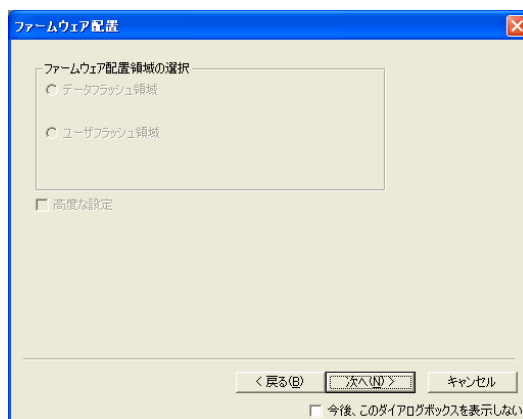 ファームウェア配置
ファームウェア配置領域の選択
データフラッシュ領域
ユーザフラッシュ領域
高度な設定
< 戻る(B)
次へ(N) >
キャンセル
今後、このダイアログボックスを表示しない